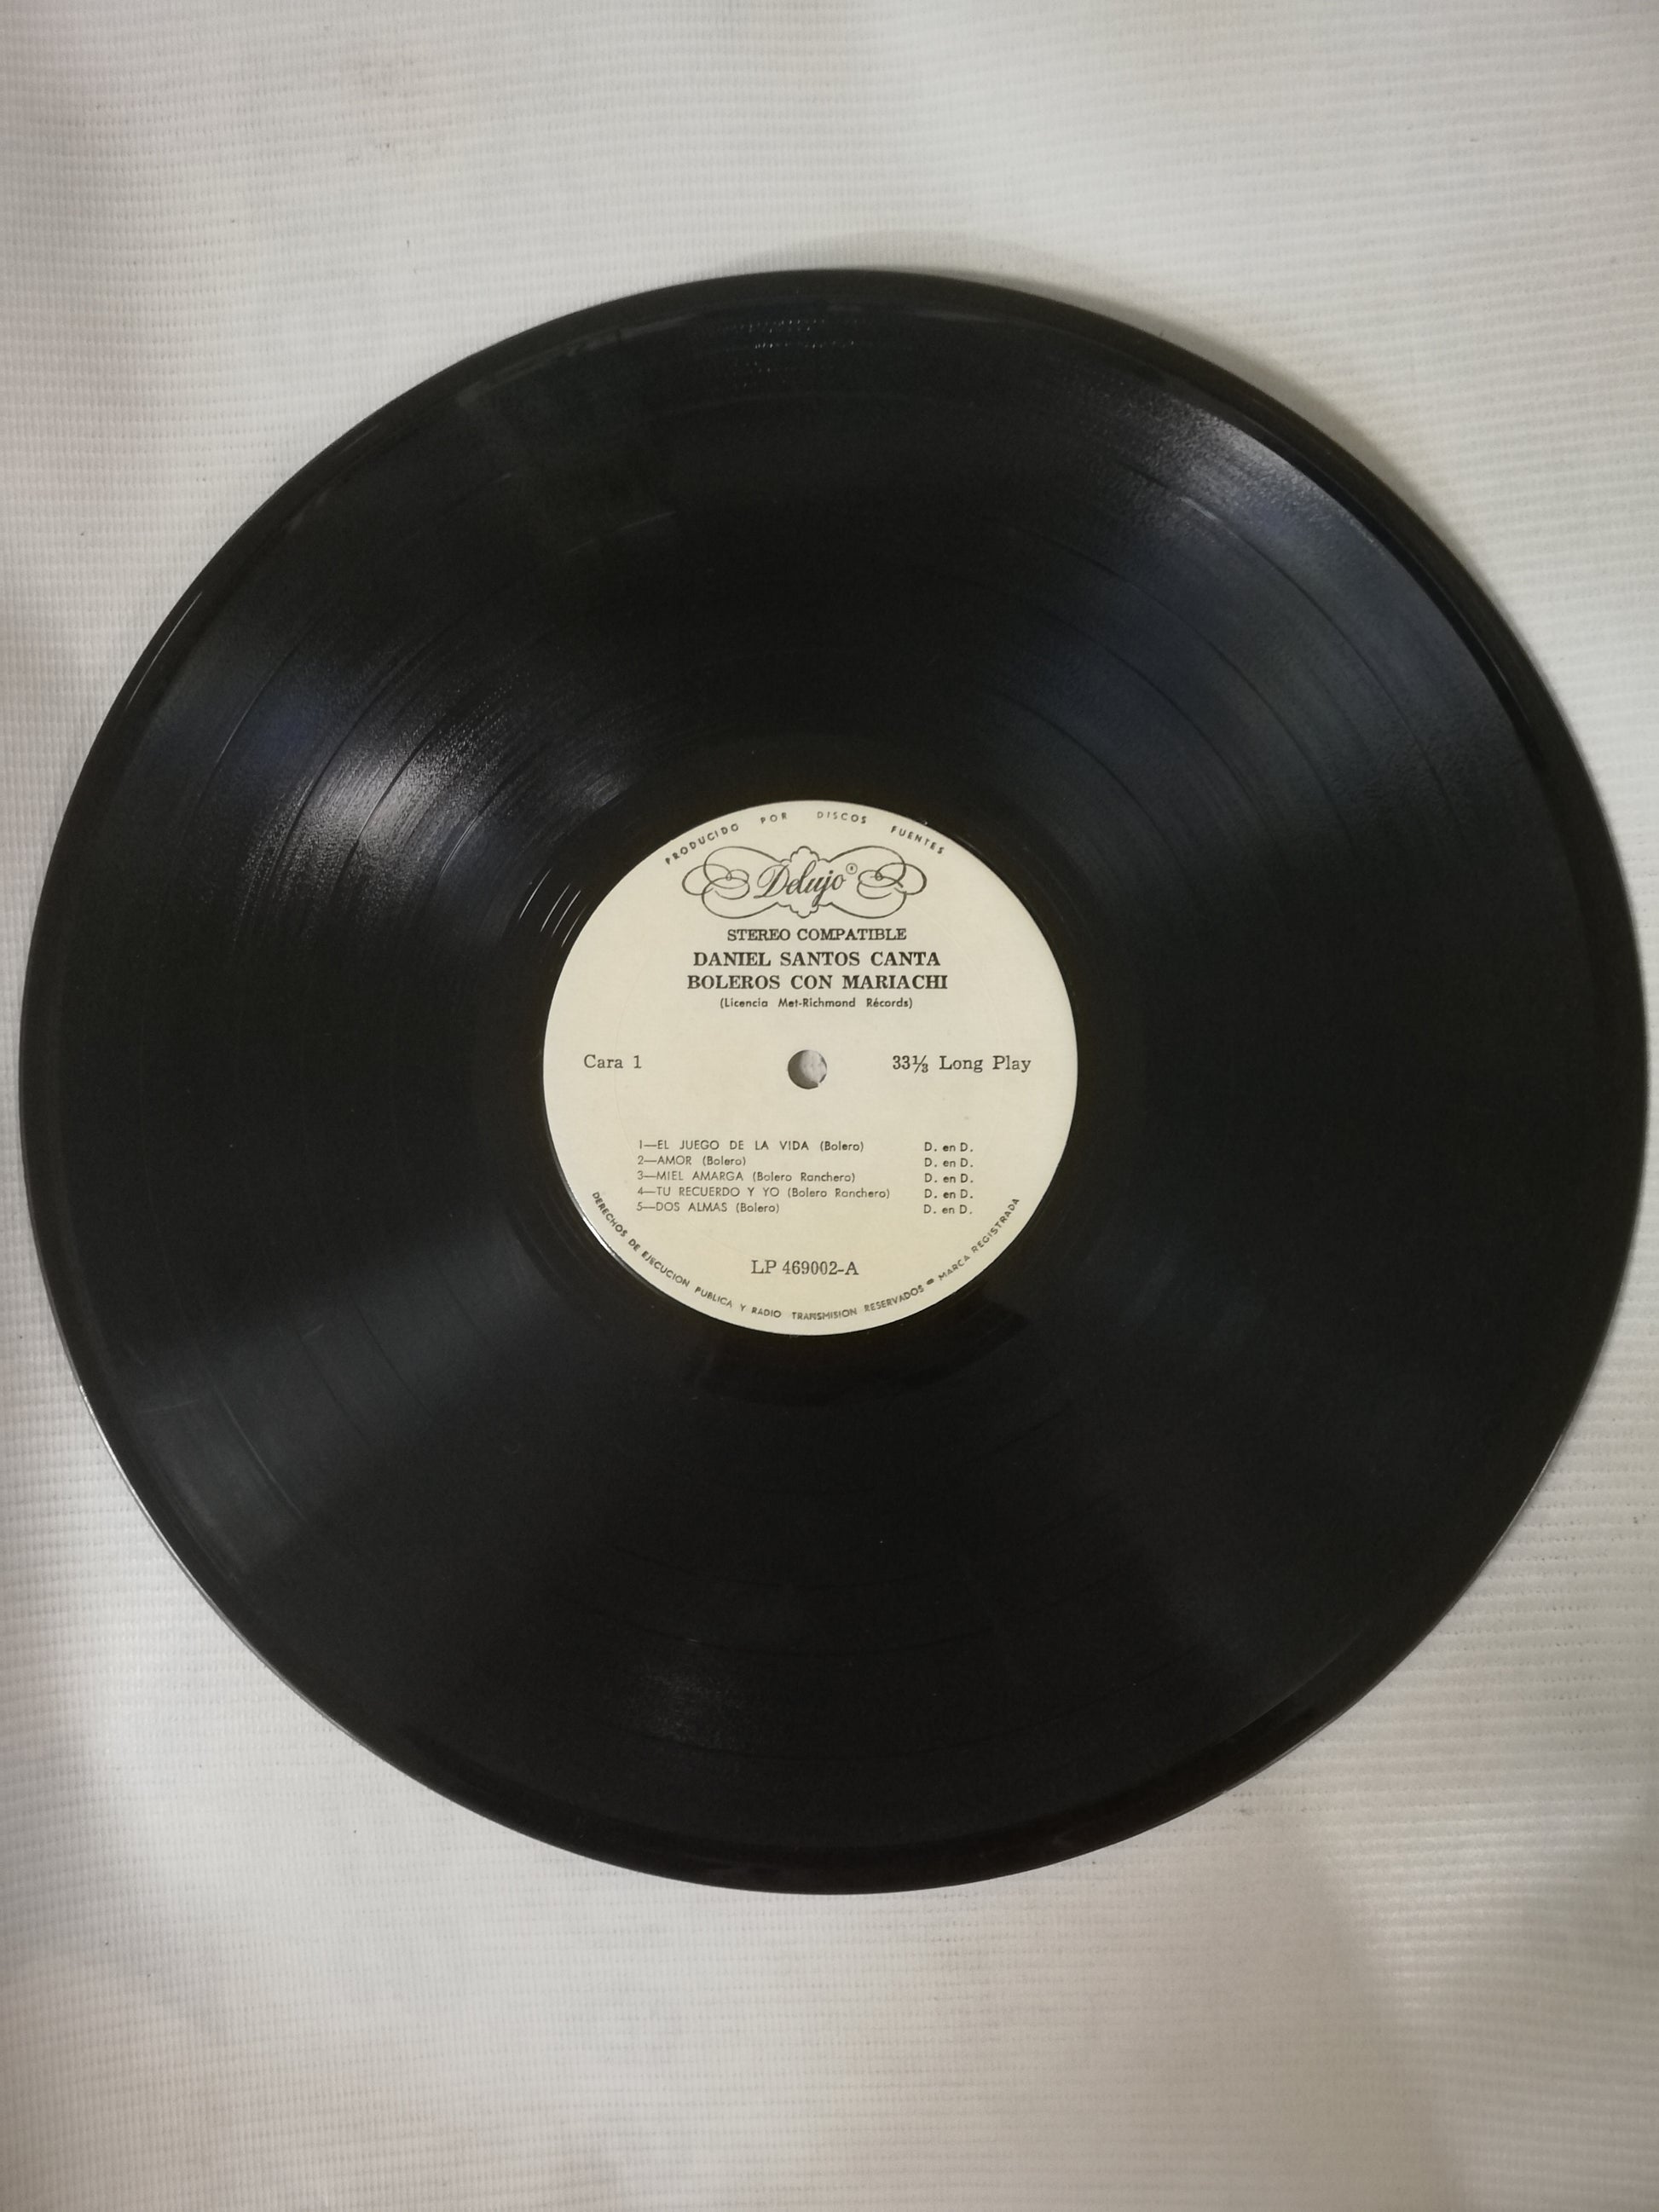 PRODUCIDO POR DISCOS FUENTES
Delujo®
STEREO COMPATIBLE
DANIEL SANTOS CANTA
BOLEROS CON MARIACHI
(Licencia Met-Richmond Récords)
Cara 1 33⅓ Long Play
1—EL JUEGO DE LA VIDA (Bolero) D. en D.
2—AMOR (Bolero) D. en D.
3—MIEL AMARGA (Bolero Ranchero) D. en D.
4—TU RECUERDO Y YO (Bolero Ranchero) D. en D.
5—DOS ALMAS (Bolero) D. en D.
LP 469002-A
DERECHOS DE EJECUCION PUBLICA Y RADIO TRANSMISION RESERVADOS - MARCA REGISTRADA